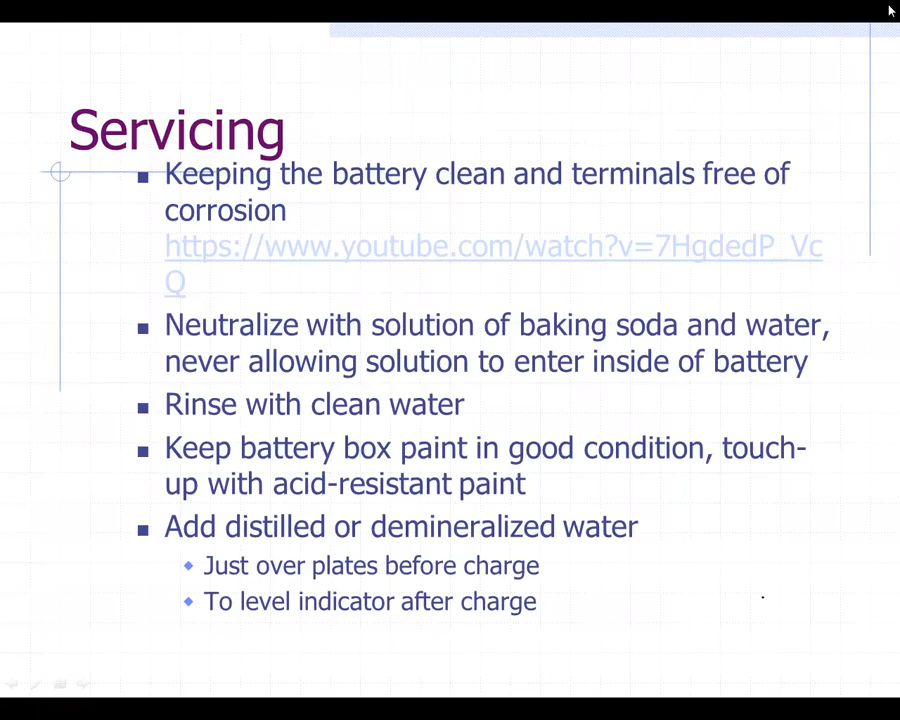 Servicing
Keeping the battery clean and terminals free of
corrosion
https://www.youtube.com/watch?v=7HgdedP_Vc
Q
Neutralize with solution of baking soda and water,
never allowing solution to enter inside of battery
Rinse with clean water
Keep battery box paint in good condition, touch-
up with acid-resistant paint
Add distilled or demineralized water
Just over plates before charge
To level indicator after charge